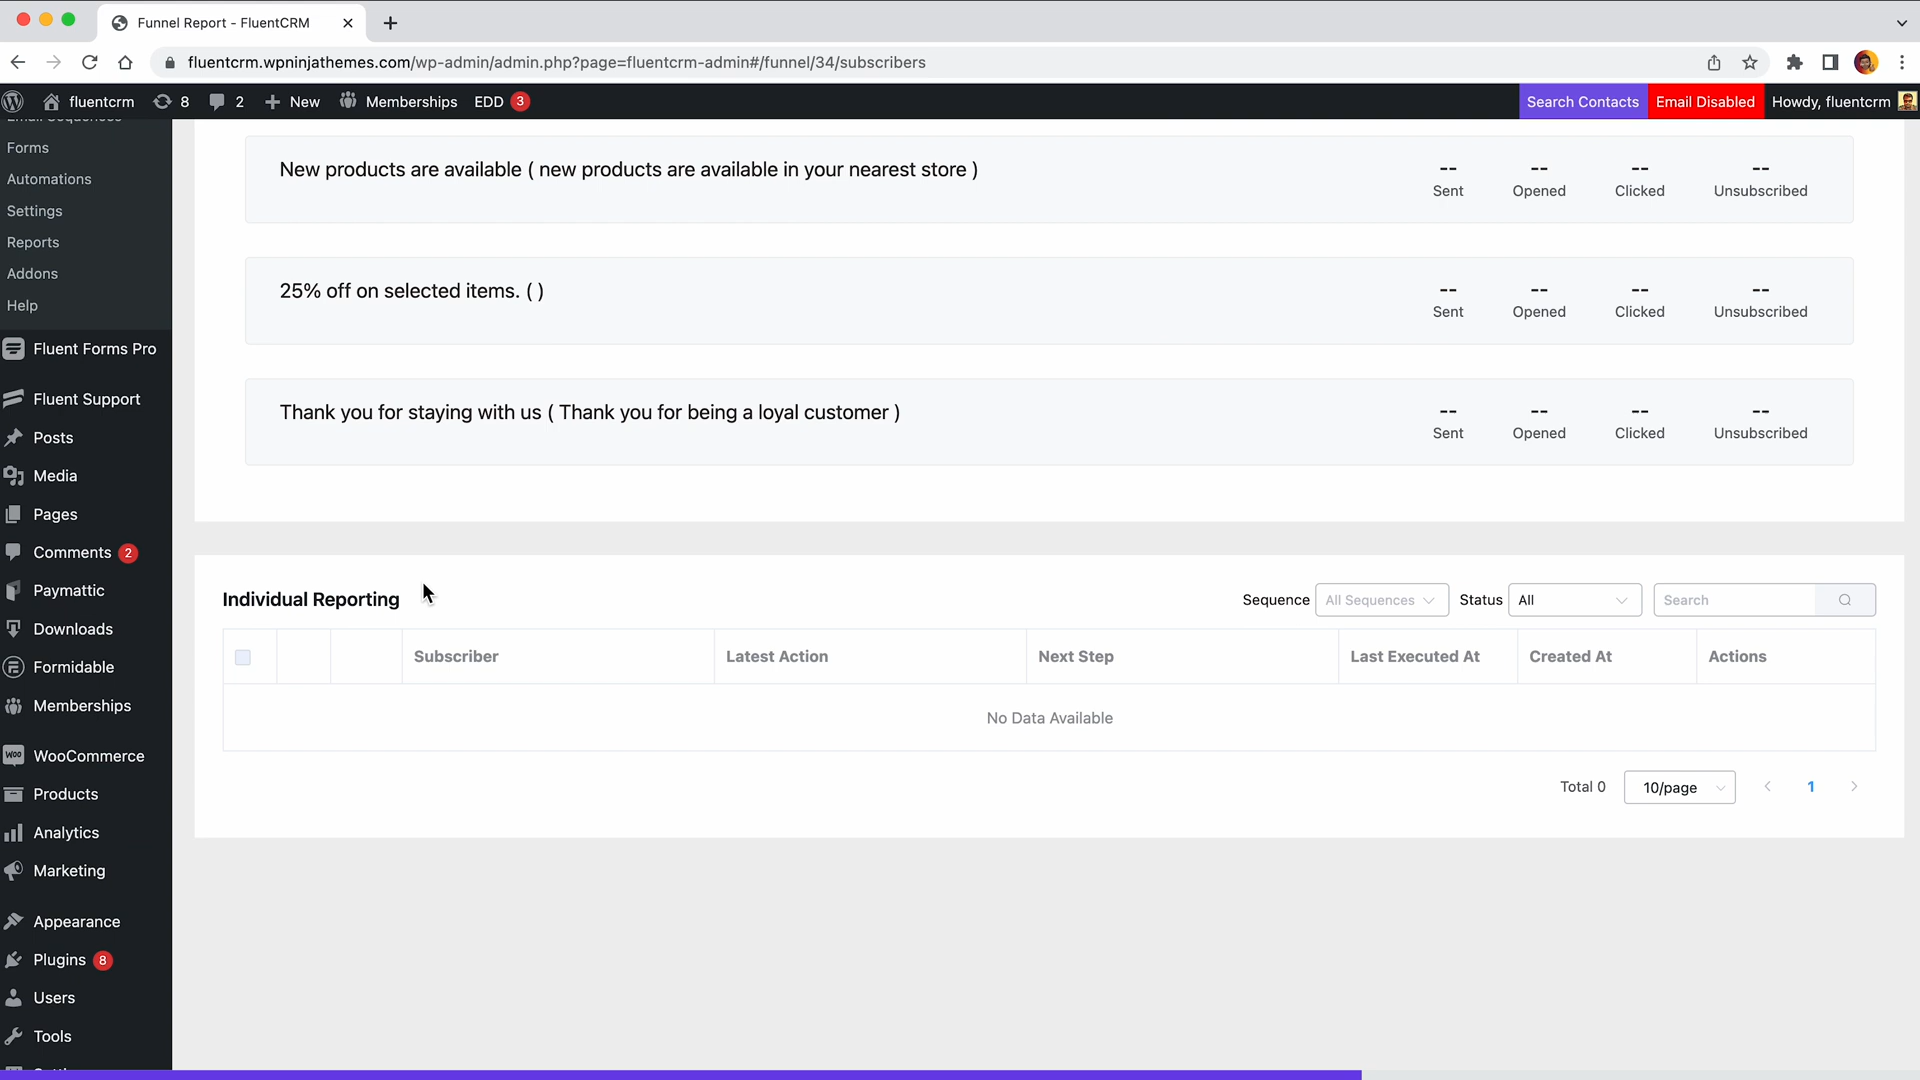 Funnel Report - FluentCRM
fluentcrm.wpninjathemes.com/wp-admin/admin.php?page=fluentcrm-admin#/funnel/34/subscribers
fluentcrm 8 2 New Memberships EDD 3 Search Contacts Email Disabled Howdy, fluentcrm
Email Sequences
Forms
Automations
Settings
Reports
Addons
Help
Fluent Forms Pro
Fluent Support
Posts
Media
Pages
Comments 2
Paymattic
Downloads
Formidable
Memberships
WooCommerce
Products
Analytics
Marketing
Appearance
Plugins 8
Users
Tools
New products are available ( new products are available in your nearest store )
-- -- -- --
Sent Opened Clicked Unsubscribed
25% off on selected items. ( )
-- -- -- --
Sent Opened Clicked Unsubscribed
Thank you for staying with us ( Thank you for being a loyal customer )
-- -- -- --
Sent Opened Clicked Unsubscribed
Individual Reporting Sequence All Sequences Status All Search
Subscriber Latest Action Next Step Last Executed At Created At Actions
No Data Available
Total 0 10/page 1